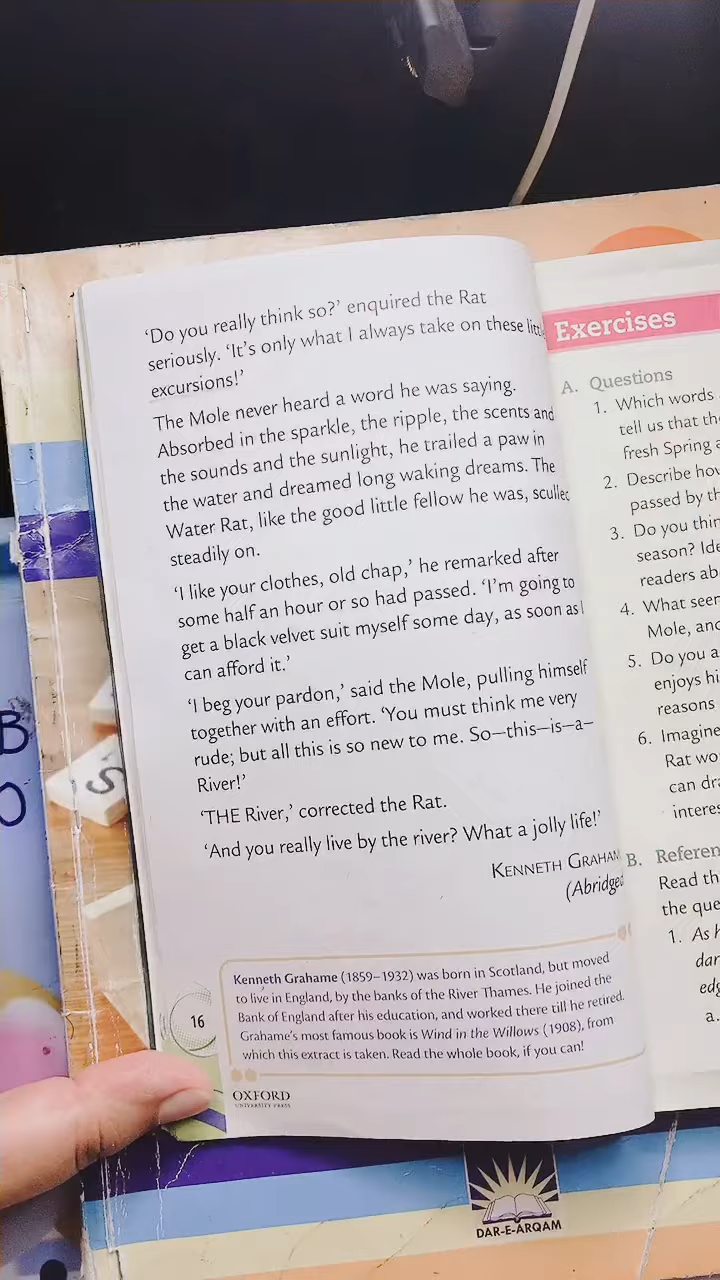 ‘Do you really think so?’ enquired the Rat
seriously. ‘It’s only what I always take on these
excursions!’
The Mole never heard a word he was saying.
Absorbed in the sparkle, the ripple, the scents and
the sounds and the sunlight, he trailed a paw in
the water and dreamed long waking dreams. The
Water Rat, like the good little fellow he was,
steadily on.
‘I like your clothes, old chap,’ he remarked after
some half an hour or so had passed. ‘I’m going to
get a black velvet suit myself some day, as soon as I
can afford it.’
‘I beg your pardon,’ said the Mole, pulling himself
together with an effort. ‘You must think me very
rude; but all this is so new to me. So—this—is—a—
River!’
‘THE River,’ corrected the Rat.
‘And you really live by the river? What a jolly life!’
KENNETH GRAHAM
(Abridged
Kenneth Grahame (1859–1932) was born in Scotland, but moved
to live in England, by the banks of the River Thames. He joined the
Bank of England after his education, and worked there till he retired.
Grahame’s most famous book is Wind in the Willows (1908), from
which this extract is taken. Read the whole book, if you can!
16
OXFORD
UNIVERSITY PRESS
Exercises
A. Questions
1. Which words
tell us that
fresh Spring
2. Describe how
passed by
3. Do you
season?
readers
4. What
Mole,
5. Do you
enjoys
reasons
6. Imagine
Rat
can
B.
Read
the
1. As
a.
B
O
S
DAR-E-ARQAM